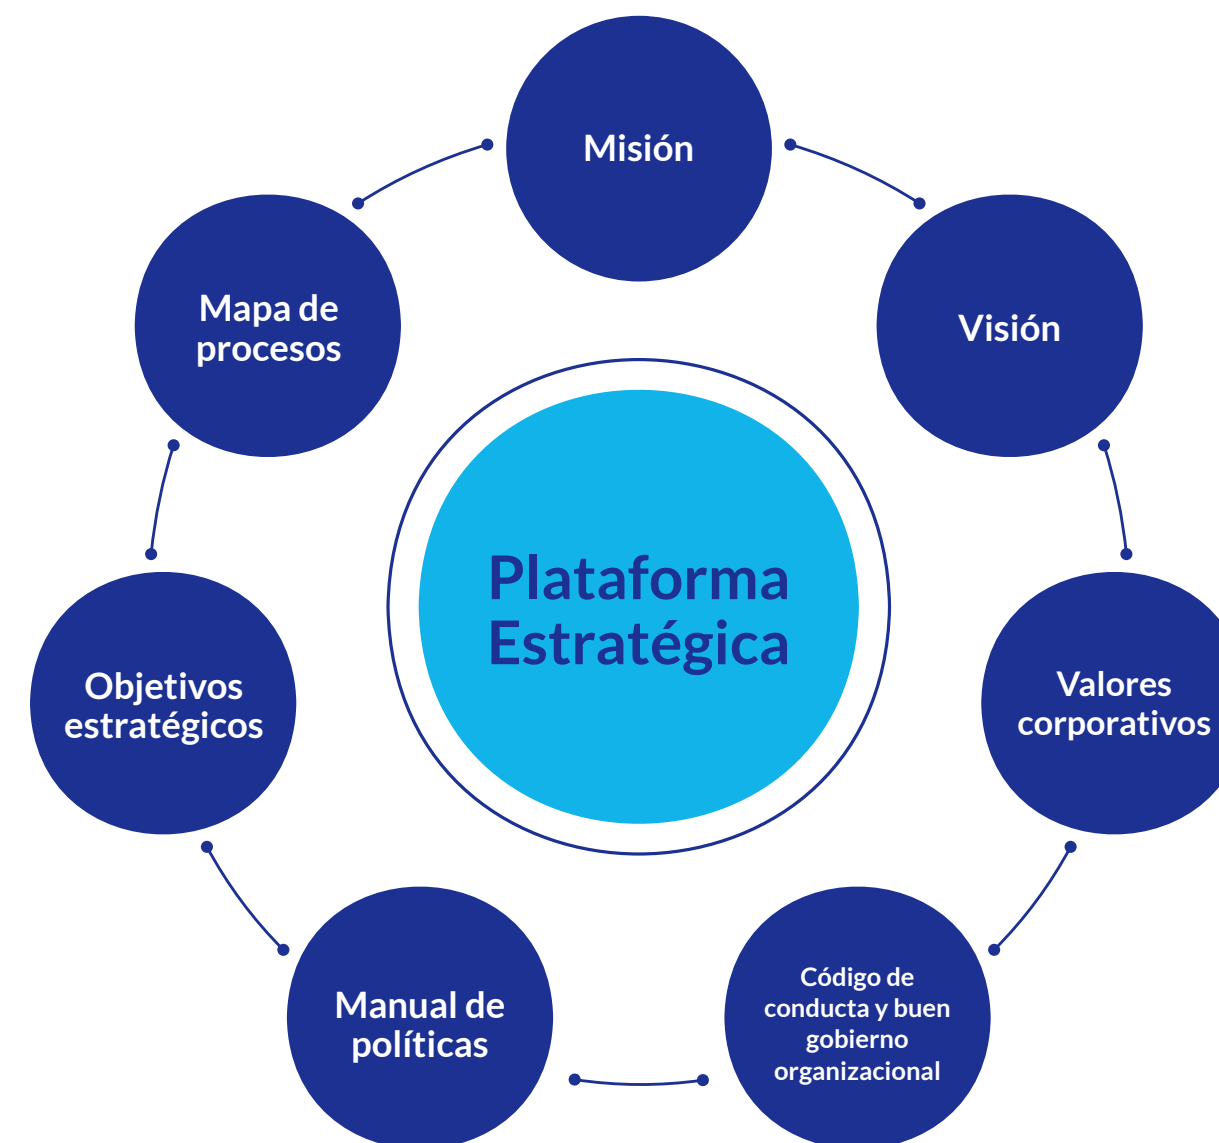 Misión
Visión
Valores
corporativos
Código de
conducta y buen
gobierno
organizacional
Manual de
políticas
Objetivos
estratégicos
Mapa de
procesos
Plataforma
Estratégica